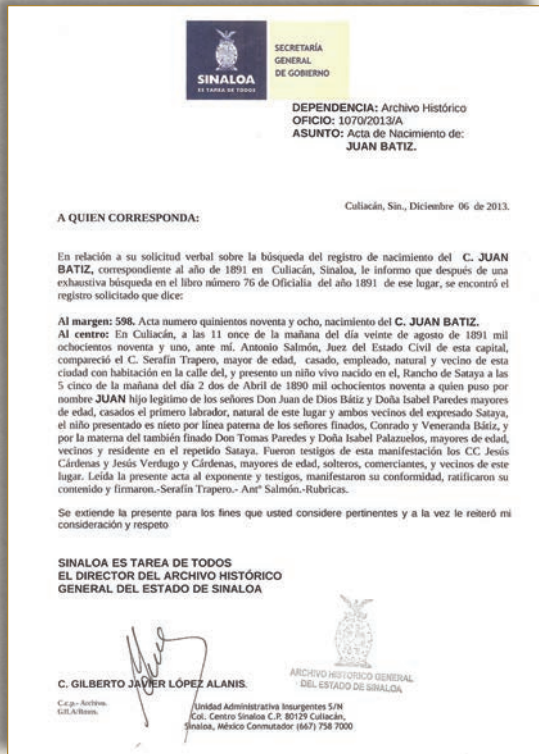 SINALOA
ES TAREA DE TODOS
SECRETARÍA
GENERAL
DE GOBIERNO
DEPENDENCIA: Archivo Histórico
OFICIO: 1070/2013/A
ASUNTO: Acta de Nacimiento de:
JUAN BATIZ.
Culiacán, Sin., Diciembre 06 de 2013.
A QUIEN CORRESPONDA:
En relación a su solicitud verbal sobre la búsqueda del registro de nacimiento del C. JUAN
BATIZ, correspondiente al año de 1891 en Culiacán, Sinaloa, le informo que después de una
exhaustiva búsqueda en el libro número 76 de Oficialia del año 1891 de ese lugar, se encontró el
registro solicitado que dice:
Al margen: 598. Acta numero quinientos noventa y ocho, nacimiento del C. JUAN BATIZ.
Al centro: En Culiacán, a las 11 once de la mañana del día veinte de agosto de 1891 mil
ochocientos noventa y uno, ante mí. Antonio Salmón, Juez del Estado Civil de esta capital,
compareció el C. Serafín Trapero, mayor de edad, casado, empleado, natural y vecino de esta
ciudad con habitación en la calle del, y presento un niño vivo nacido en el, Rancho de Sataya a las
5 cinco de la mañana del día 2 dos de Abril de 1890 mil ochocientos noventa a quien puso por
nombre JUAN hijo legitimo de los señores Don Juan de Dios Bátiz y Doña Isabel Paredes mayores
de edad, casados el primero labrador, natural de este lugar y ambos vecinos del expresado Sataya,
el niño presentado es nieto por línea paterna de los señores finados, Conrado y Veneranda Bátiz, y
por la materna del también finado Don Tomas Paredes y Doña Isabel Palazuelos, mayores de edad,
vecinos y residente en el repetido Sataya. Fueron testigos de esta manifestación los CC Jesús
Cárdenas y Jesús Verdugo y Cárdenas, mayores de edad, solteros, comerciantes, y vecinos de este
lugar. Leída la presente acta al exponente y testigos, manifestaron su conformidad, ratificaron su
contenido y firmaron.-Serafín Trapero.- Antº Salmón.-Rubricas.
Se extiende la presente para los fines que usted considere pertinentes y a la vez le reiteró mi
consideración y respeto
SINALOA ES TAREA DE TODOS
EL DIRECTOR DEL ARCHIVO HISTÓRICO
GENERAL DEL ESTADO DE SINALOA
C. GILBERTO JAVIER LÓPEZ ALANIS.
ARCHIVO HISTORICO GENERAL
DEL ESTADO DE SINALOA
C.c.p.- Archivo.
Unidad Administrativa Insurgentes S/N
Col. Centro Sinaloa C.P. 80129 Culiacán,
Sinaloa, México Conmutador (667) 758 7000